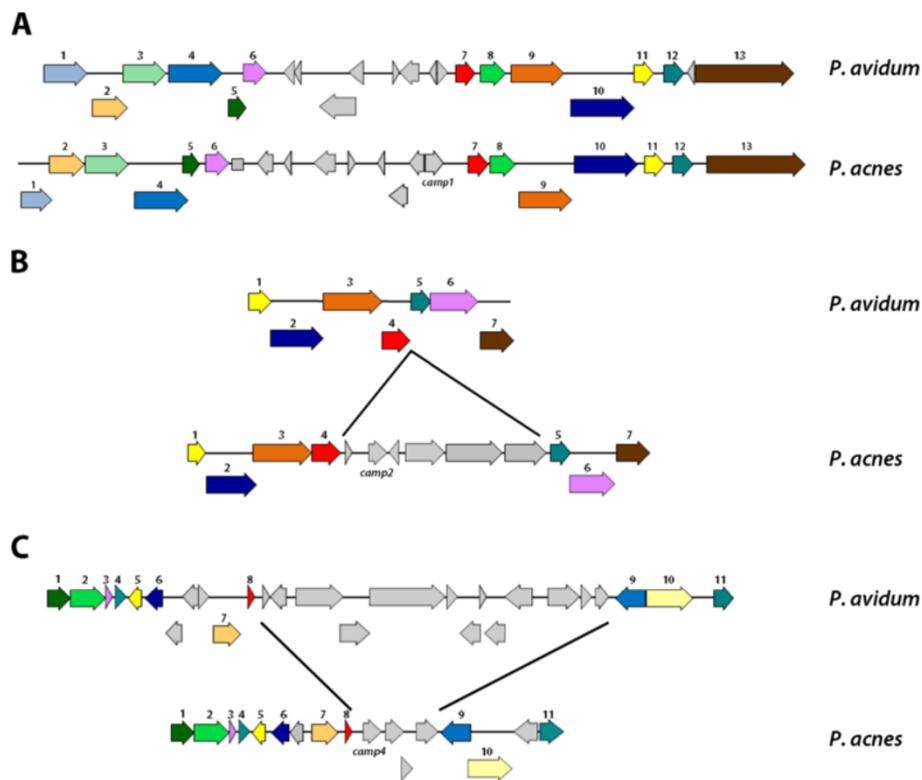 A
1 3 4 6 7 8 9 11 12 13
P. avidum
2 5 10
2 3 5 6 7 8 10 11 12 13
P. acnes
camp1
1 4 9
B
1 3 5 6
P. avidum
2 4 7
1 3 4 5 7
camp2
P. acnes
2 6
C
1 2 3 4 5 6 8 9 10 11
P. avidum
7
1 2 3 4 5 6 7 8 9 11
P. acnes
camp4
10